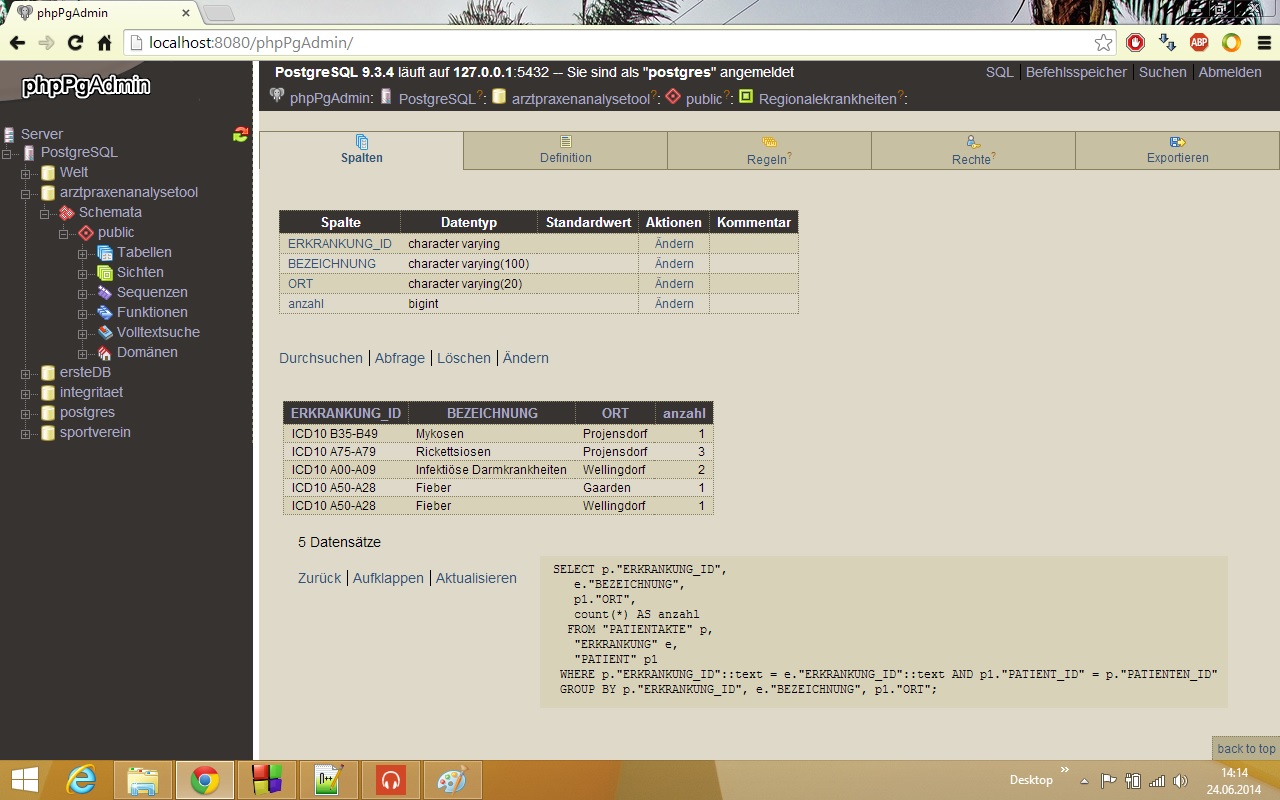 phpPgAdmin
localhost:8080/phpPgAdmin/
ABP
phpPgAdmin
PostgreSQL 9.3.4 läuft auf 127.0.0.1:5432 -- Sie sind als "postgres" angemeldet
SQL | Befehlsspeicher | Suchen | Abmelden
phpPgAdmin: PostgreSQL?: arztpraxenanalysetool?: public?: Regionalekrankheiten?:
Server
PostgreSQL
Welt
arztpraxenanalysetool
Schemata
public
Tabellen
Sichten
Sequenzen
Funktionen
Volltextsuche
Domänen
ersteDB
integritaet
postgres
sportverein
Spalten Definition Regeln? Rechte? Exportieren
Spalte Datentyp Standardwert Aktionen Kommentar
ERKRANKUNG_ID character varying Ändern
BEZEICHNUNG character varying(100) Ändern
ORT character varying(20) Ändern
anzahl bigint Ändern
Durchsuchen | Abfrage | Löschen | Ändern
ERKRANKUNG_ID BEZEICHNUNG ORT anzahl
ICD10 B35-B49 Mykosen Projensdorf 1
ICD10 A75-A79 Rickettsiosen Projensdorf 3
ICD10 A00-A09 Infektiöse Darmkrankheiten Wellingdorf 2
ICD10 A50-A28 Fieber Gaarden 1
ICD10 A50-A28 Fieber Wellingdorf 1
5 Datensätze
Zurück | Aufklappen | Aktualisieren
SELECT p."ERKRANKUNG_ID",
e."BEZEICHNUNG",
p1."ORT",
count(*) AS anzahl
FROM "PATIENTAKTE" p,
"ERKRANKUNG" e,
"PATIENT" p1
WHERE p."ERKRANKUNG_ID"::text = e."ERKRANKUNG_ID"::text AND p1."PATIENT_ID" = p."PATIENTEN_ID"
GROUP BY p."ERKRANKUNG_ID", e."BEZEICHNUNG", p1."ORT";
back to top
Desktop
14:14
24.06.2014